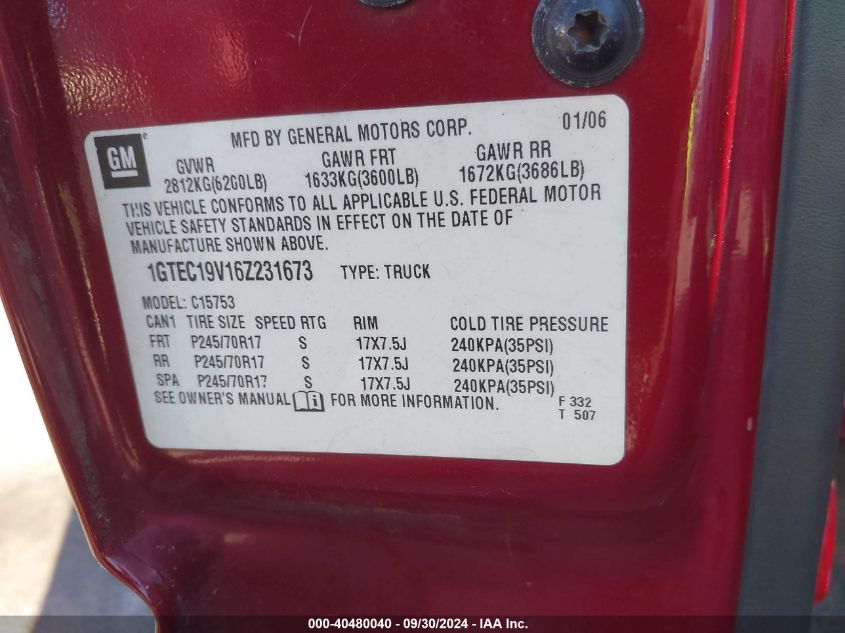 GM
MFD BY GENERAL MOTORS CORP. 01/06
GVWR GAWR FRT GAWR RR
2812KG(6200LB) 1633KG(3600LB) 1672KG(3686LB)
THIS VEHICLE CONFORMS TO ALL APPLICABLE U.S. FEDERAL MOTOR
VEHICLE SAFETY STANDARDS IN EFFECT ON THE DATE OF
MANUFACTURE SHOWN ABOVE.
1GTEC19V16Z231673 TYPE: TRUCK
MODEL: C15753
CAN1 TIRE SIZE SPEED RTG RIM COLD TIRE PRESSURE
FRT P245/70R17 S 17X7.5J 240KPA(35PSI)
RR P245/70R17 S 17X7.5J 240KPA(35PSI)
SPA P245/70R17 S 17X7.5J 240KPA(35PSI)
SEE OWNER'S MANUAL i FOR MORE INFORMATION.
F 332
T 507
000-40480040 - 09/30/2024 - IAA Inc.